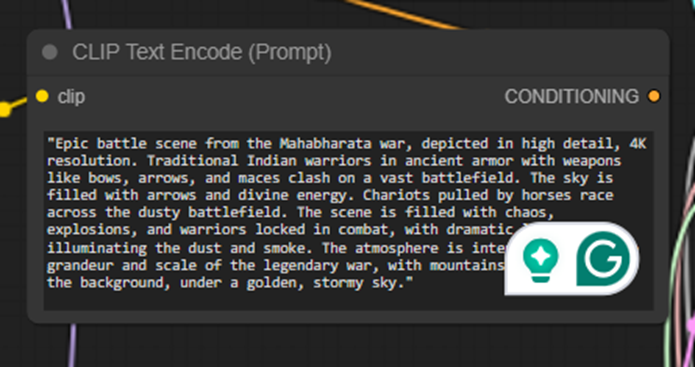 CLIP Text Encode (Prompt)
clip
CONDITIONING
"Epic battle scene from the Mahabharata war, depicted in high detail, 4K
resolution. Traditional Indian warriors in ancient armor with weapons
like bows, arrows, and maces clash on a vast battlefield. The sky is
filled with arrows and divine energy. Chariots pulled by horses race
across the dusty battlefield. The scene is filled with chaos,
explosions, and warriors locked in combat, with dramatic
illuminating the dust and smoke. The atmosphere is
grandeur and scale of the legendary war, with mountains
the background, under a golden, stormy sky."